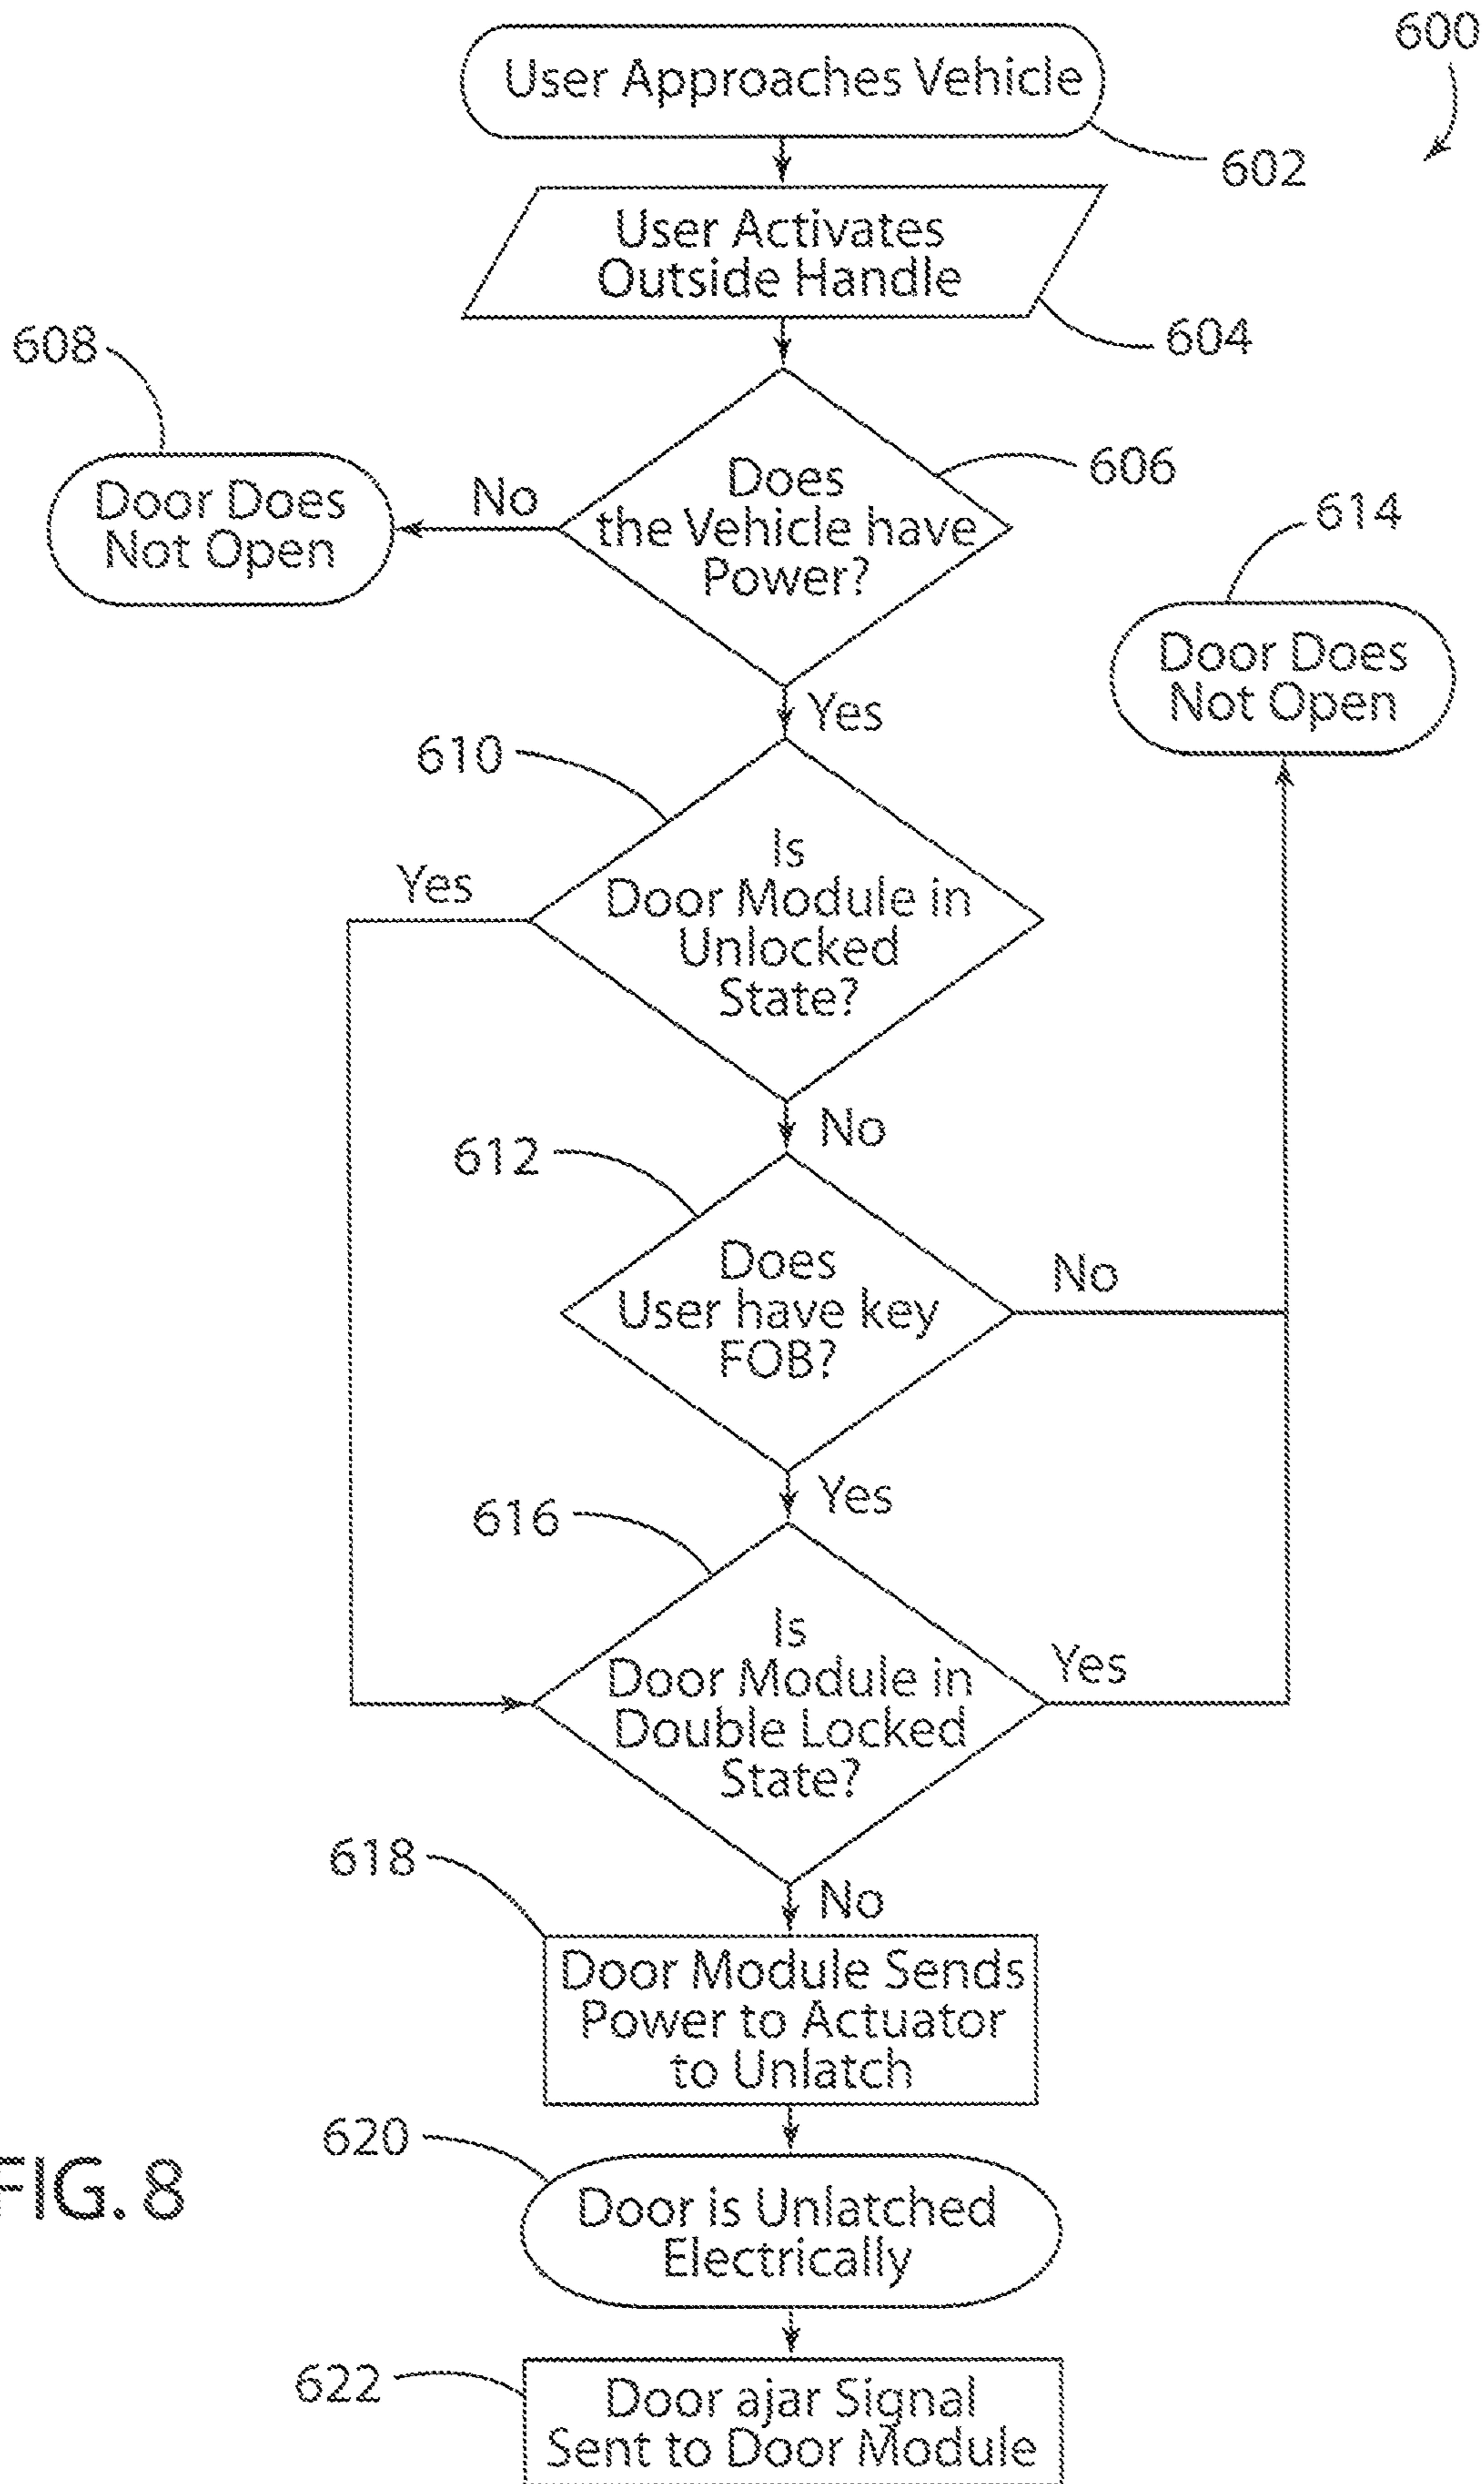 600
User Approaches Vehicle
602
User Activates
Outside Handle
604
608
Does
the Vehicle have
Power?
606
No
Door Does
Not Open
614
Door Does
Not Open
Yes
610
Is
Door Module in
Unlocked
State?
Yes
No
612
Does
User have key
FOB?
No
Yes
616
Is
Door Module in
Double Locked
State?
Yes
No
618
Door Module Sends
Power to Actuator
to Unlatch
620
Door is Unlatched
Electrically
FIG. 8
622
Door ajar Signal
Sent to Door Module